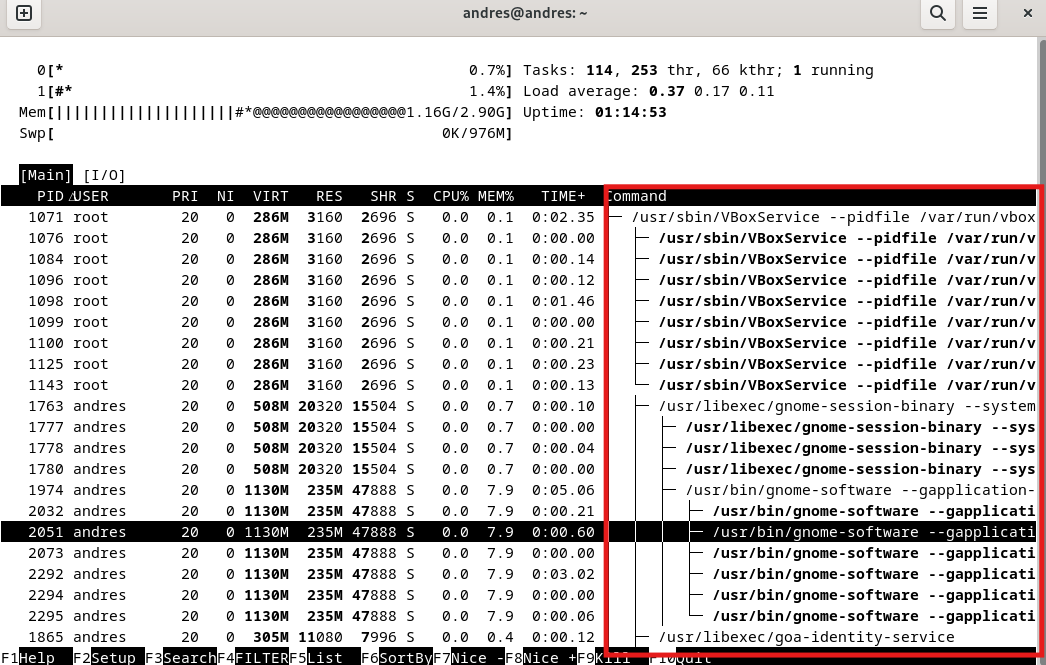 andres@andres: ~
0[* 0.7%] Tasks: 114, 253 thr, 66 kthr; 1 running
1[#* 1.4%] Load average: 0.37 0.17 0.11
Mem[||||||||||||||||||||#*@@@@@@@@@@@@@@@@@1.16G/2.90G] Uptime: 01:14:53
Swp[ 0K/976M]
[Main] [I/O]
PID △USER PRI NI VIRT RES SHR S CPU% MEM% TIME+ Command
1071 root 20 0 286M 3160 2696 S 0.0 0.1 0:02.35 ── /usr/sbin/VBoxService --pidfile /var/run/vbox
1076 root 20 0 286M 3160 2696 S 0.0 0.1 0:00.00 ├─ /usr/sbin/VBoxService --pidfile /var/run/v
1084 root 20 0 286M 3160 2696 S 0.0 0.1 0:00.14 ├─ /usr/sbin/VBoxService --pidfile /var/run/v
1096 root 20 0 286M 3160 2696 S 0.0 0.1 0:00.12 ├─ /usr/sbin/VBoxService --pidfile /var/run/v
1098 root 20 0 286M 3160 2696 S 0.0 0.1 0:01.46 ├─ /usr/sbin/VBoxService --pidfile /var/run/v
1099 root 20 0 286M 3160 2696 S 0.0 0.1 0:00.00 ├─ /usr/sbin/VBoxService --pidfile /var/run/v
1100 root 20 0 286M 3160 2696 S 0.0 0.1 0:00.21 ├─ /usr/sbin/VBoxService --pidfile /var/run/v
1125 root 20 0 286M 3160 2696 S 0.0 0.1 0:00.23 ├─ /usr/sbin/VBoxService --pidfile /var/run/v
1143 root 20 0 286M 3160 2696 S 0.0 0.1 0:00.13 └─ /usr/sbin/VBoxService --pidfile /var/run/v
1763 andres 20 0 508M 20320 15504 S 0.0 0.7 0:00.10 ├─ /usr/libexec/gnome-session-binary --system
1777 andres 20 0 508M 20320 15504 S 0.0 0.7 0:00.00 │ ├─ /usr/libexec/gnome-session-binary --sys
1778 andres 20 0 508M 20320 15504 S 0.0 0.7 0:00.04 │ ├─ /usr/libexec/gnome-session-binary --sys
1780 andres 20 0 508M 20320 15504 S 0.0 0.7 0:00.00 │ ├─ /usr/libexec/gnome-session-binary --sys
1974 andres 20 0 1130M 235M 47888 S 0.0 7.9 0:05.06 │ ├─ /usr/bin/gnome-software --gapplication-
2032 andres 20 0 1130M 235M 47888 S 0.0 7.9 0:00.21 │ │ ├─ /usr/bin/gnome-software --gapplicati
2051 andres 20 0 1130M 235M 47888 S 0.0 7.9 0:00.60 │ │ ├─ /usr/bin/gnome-software --gapplicati
2073 andres 20 0 1130M 235M 47888 S 0.0 7.9 0:00.00 │ │ ├─ /usr/bin/gnome-software --gapplicati
2292 andres 20 0 1130M 235M 47888 S 0.0 7.9 0:03.02 │ │ ├─ /usr/bin/gnome-software --gapplicati
2294 andres 20 0 1130M 235M 47888 S 0.0 7.9 0:00.00 │ │ ├─ /usr/bin/gnome-software --gapplicati
2295 andres 20 0 1130M 235M 47888 S 0.0 7.9 0:00.06 │ │ └─ /usr/bin/gnome-software --gapplicati
1865 andres 20 0 305M 11080 7996 S 0.0 0.4 0:00.12 ├─ /usr/libexec/goa-identity-service
F1Help F2Setup F3SearchF4FILTERF5List F6SortByF7Nice -F8Nice +F9Kill F10Quit